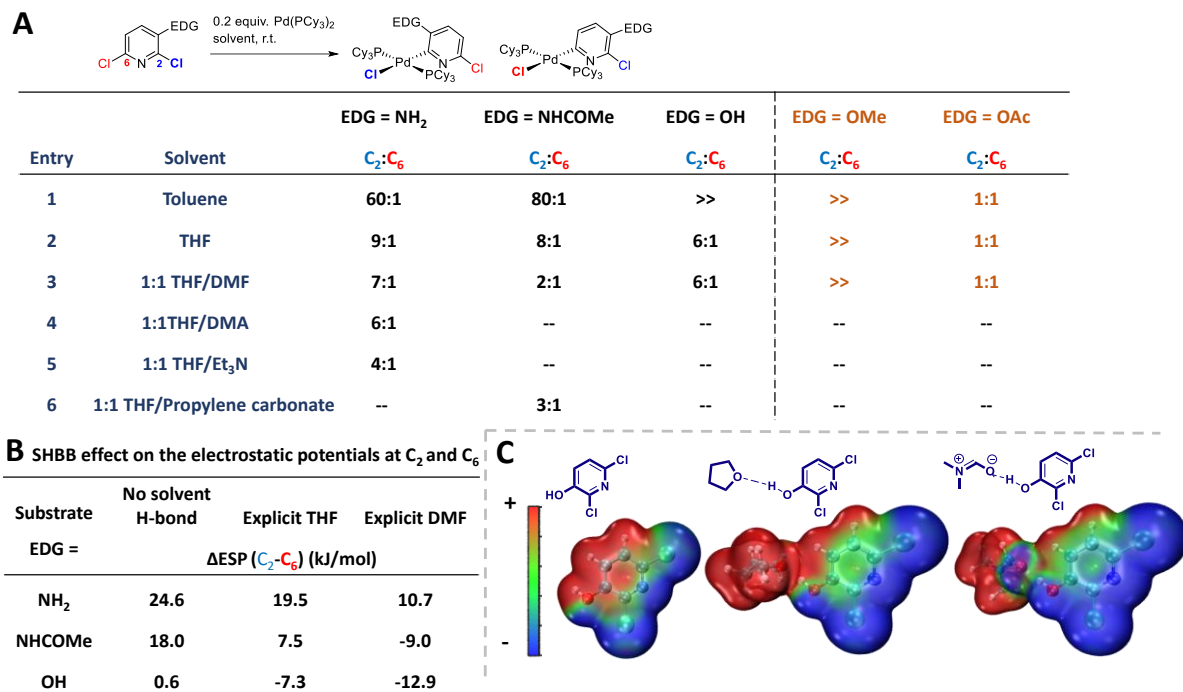 A
EDG
Cl 6 N 2 Cl
0.2 equiv. Pd(PCy3)2
solvent, r.t.
EDG
Cy3P
Pd N
Cl PCy3 Cl
EDG
Cy3P
Pd N
Cl PCy3 Cl
EDG = NH2 EDG = NHCOMe EDG = OH EDG = OMe EDG = OAc
Entry Solvent C2:C6 C2:C6 C2:C6 C2:C6 C2:C6
1 Toluene 60:1 80:1 >> >> 1:1
2 THF 9:1 8:1 6:1 >> 1:1
3 1:1 THF/DMF 7:1 2:1 6:1 >> 1:1
4 1:1THF/DMA 6:1 -- -- -- --
5 1:1 THF/Et3N 4:1 -- -- -- --
6 1:1 THF/Propylene carbonate -- 3:1 -- -- --
B SHBB effect on the electrostatic potentials at C2 and C6
Substrate No solvent H-bond Explicit THF Explicit DMF
EDG = ΔESP (C2-C6) (kJ/mol)
NH2 24.6 19.5 10.7
NHCOMe 18.0 7.5 -9.0
OH 0.6 -7.3 -12.9
C
Cl
HO N
Cl
O H O N Cl
Cl
N + O − H O N Cl
Cl
+
-